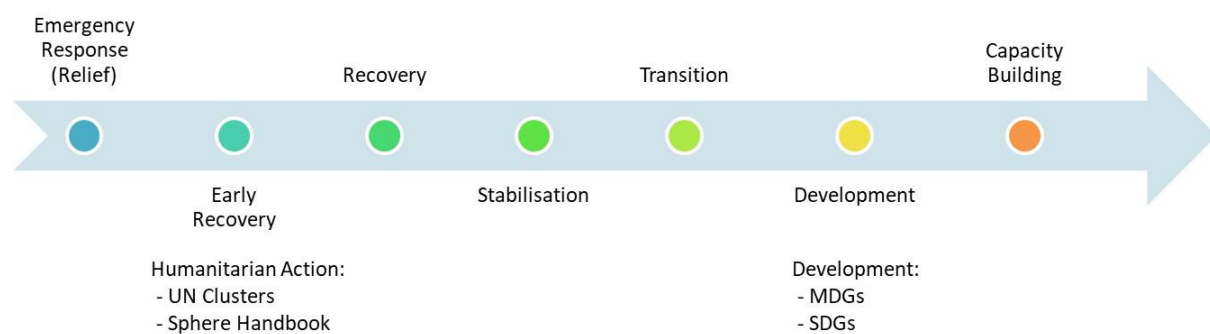 Emergency
Response
(Relief)
Recovery
Transition
Capacity
Building
Early
Recovery
Stabilisation
Development
Humanitarian Action:
- UN Clusters
- Sphere Handbook
Development:
- MDGs
- SDGs